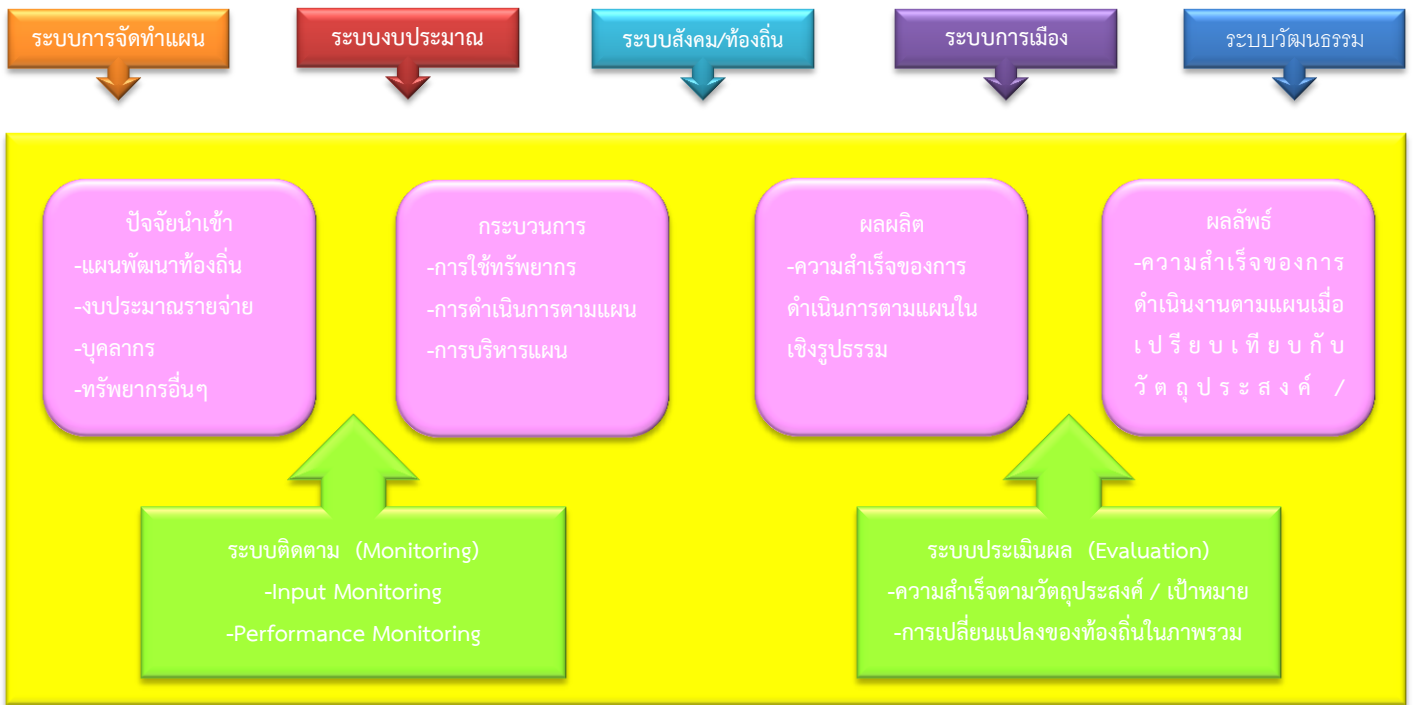 ระบบการจัดทำแผน
ระบบงบประมาณ
ระบบสังคม/ท้องถิ่น
ระบบการเมือง
ระบบวัฒนธรรม
ปัจจัยนำเข้า
-แผนพัฒนาท้องถิ่น
-งบประมาณรายจ่าย
-บุคลากร
-ทรัพยากรอื่นๆ
กระบวนการ
-การใช้ทรัพยากร
-การดำเนินการตามแผน
-การบริหารแผน
ผลผลิต
-ความสำเร็จของการ
ดำเนินการตามแผนใน
เชิงรูปธรรม
ผลลัพธ์
-ความสำเร็จของการ
ดำเนินงานตามแผนเมื่อ
เปรียบเทียบกับ
วัตถุประสงค์ /
ระบบติดตาม (Monitoring)
-Input Monitoring
-Performance Monitoring
ระบบประเมินผล (Evaluation)
-ความสำเร็จตามวัตถุประสงค์ / เป้าหมาย
-การเปลี่ยนแปลงของท้องถิ่นในภาพรวม